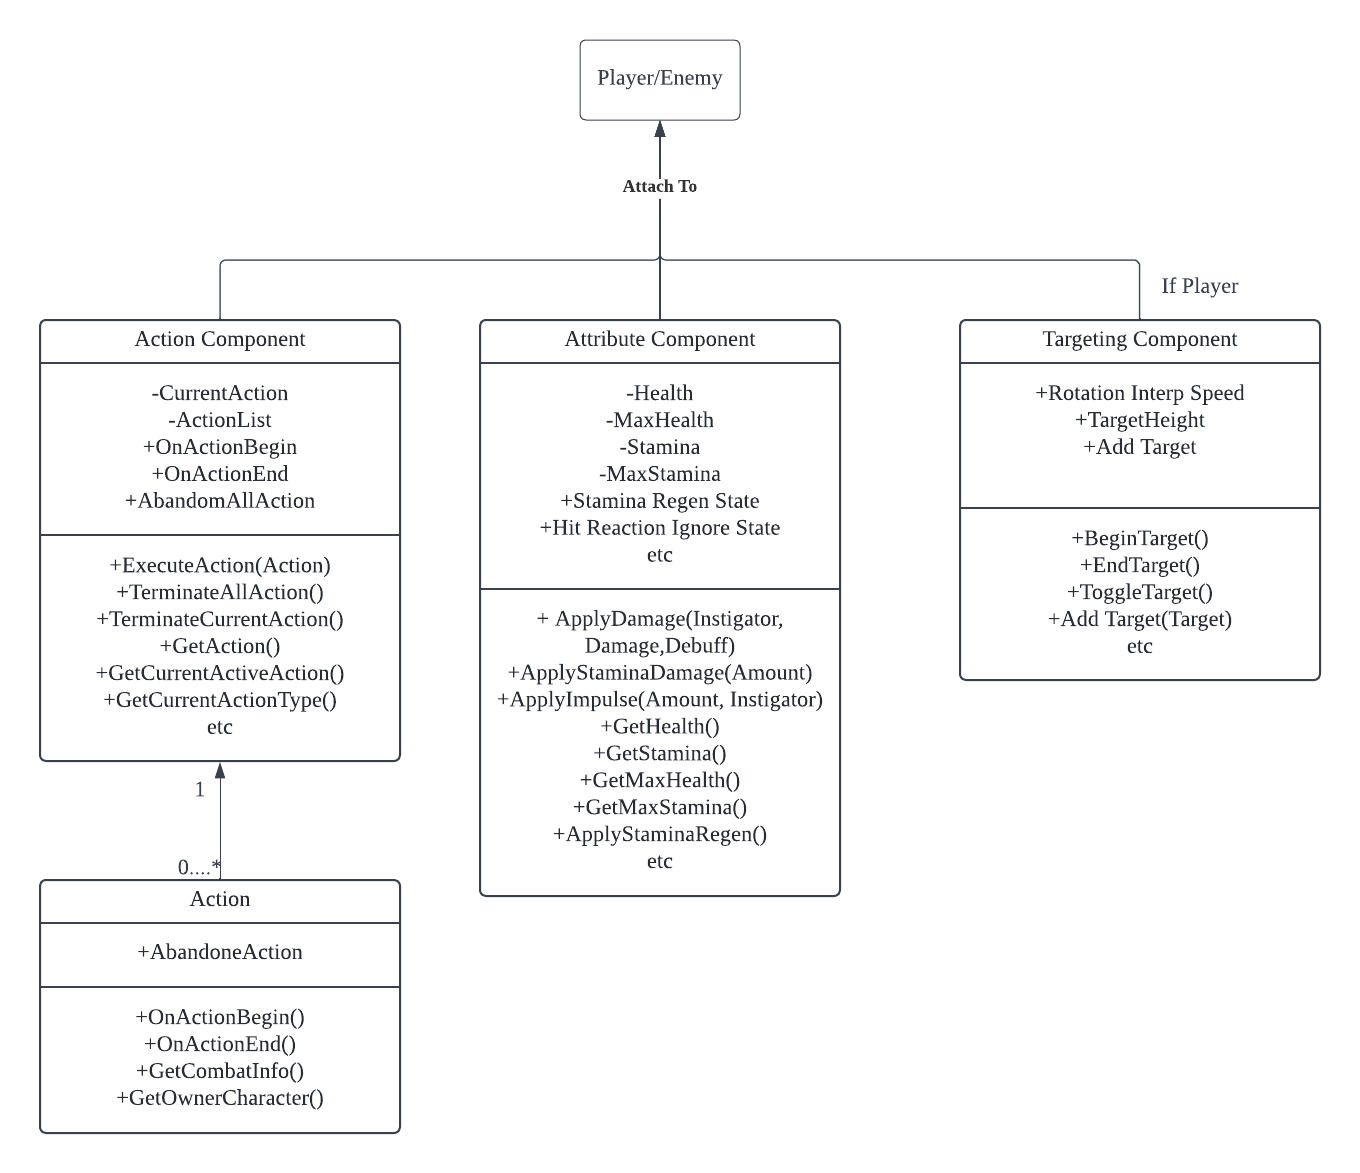 Player/Enemy
Attach To
If Player
Action Component
-CurrentAction
-ActionList
+OnActionBegin
+OnActionEnd
+AbandomAllAction
+ExecuteAction(Action)
+TerminateAllAction()
+TerminateCurrentAction()
+GetAction()
+GetCurrentActiveAction()
+GetCurrentActionType()
etc
Attribute Component
-Health
-MaxHealth
-Stamina
-MaxStamina
+Stamina Regen State
+Hit Reaction Ignore State
etc
+ ApplyDamage(Instigator,
Damage,Debuff)
+ApplyStaminaDamage(Amount)
+ApplyImpulse(Amount, Instigator)
+GetHealth()
+GetStamina()
+GetMaxHealth()
+GetMaxStamina()
+ApplyStaminaRegen()
etc
Targeting Component
+Rotation Interp Speed
+TargetHeight
+Add Target
+BeginTarget()
+EndTarget()
+ToggleTarget()
+Add Target(Target)
etc
1
0....*
Action
+AbandoneAction
+OnActionBegin()
+OnActionEnd()
+GetCombatInfo()
+GetOwnerCharacter()